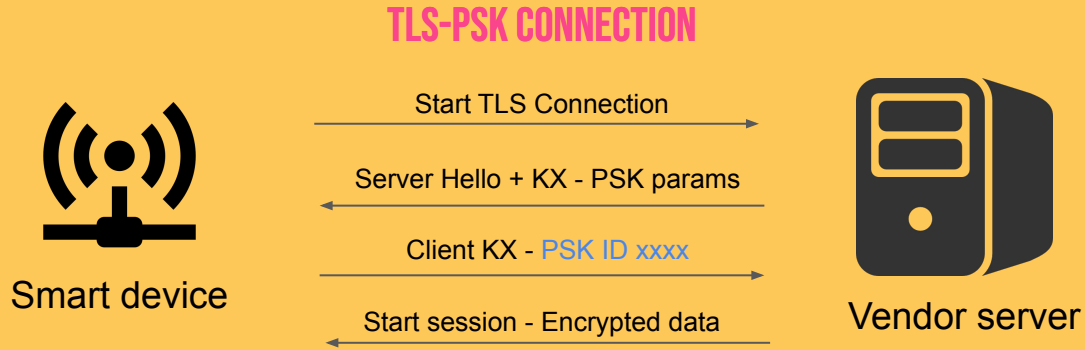 TLS-PSK CONNECTION
Start TLS Connection
Server Hello + KX - PSK params
Client KX - PSK ID xxxx
Start session - Encrypted data
Smart device
Vendor server